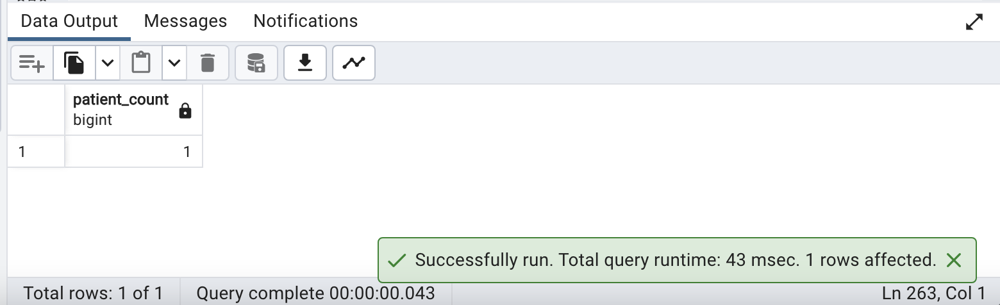 Data Output Messages Notifications
patient_count
bigint
1 1
Successfully run. Total query runtime: 43 msec. 1 rows affected.
Total rows: 1 of 1 Query complete 00:00:00.043 Ln 263, Col 1